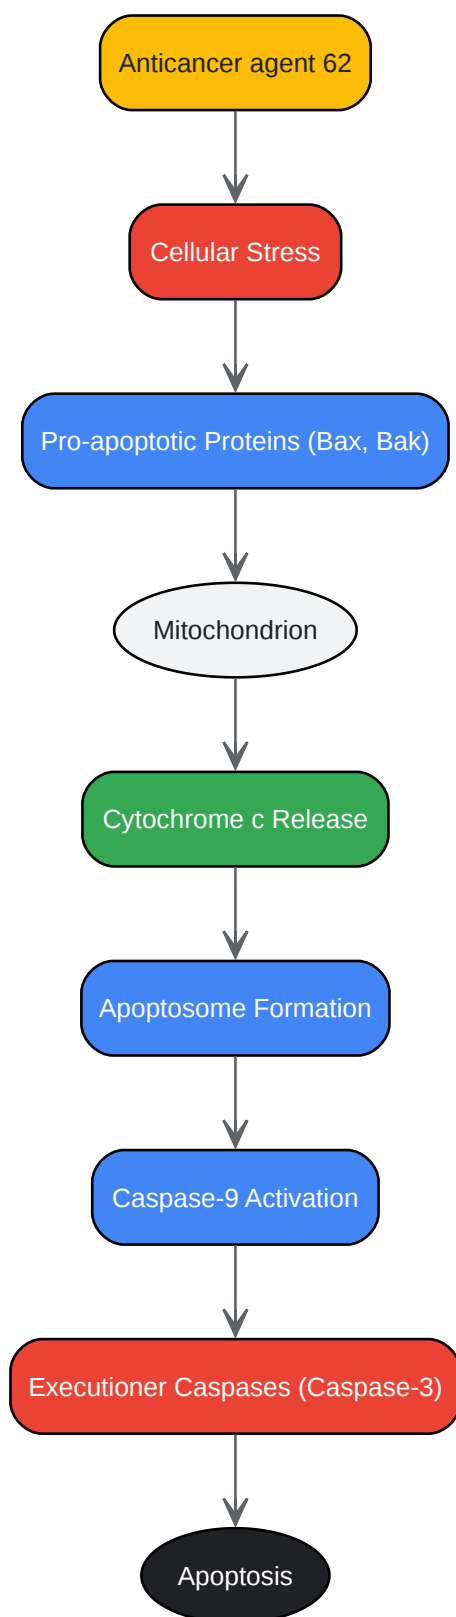 Anticancer agent 62
Cellular Stress
Pro-apoptotic Proteins (Bax, Bak)
Mitochondrion
Cytochrome c Release
Apoptosome Formation
Caspase-9 Activation
Executioner Caspases (Caspase-3)
Apoptosis